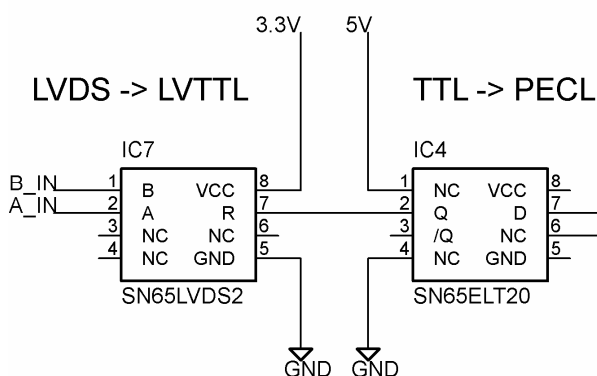 3.3V 5V
LVDS -> LVTTL TTL -> PECL
IC7 IC4
B_IN 1 B VCC 8 1 NC VCC 8
A_IN 2 A R 7 2 Q D 7
3 NC NC 6 3 /Q NC 6
4 NC GND 5 4 NC GND 5
SN65LVDS2 SN65ELT20
GND GND